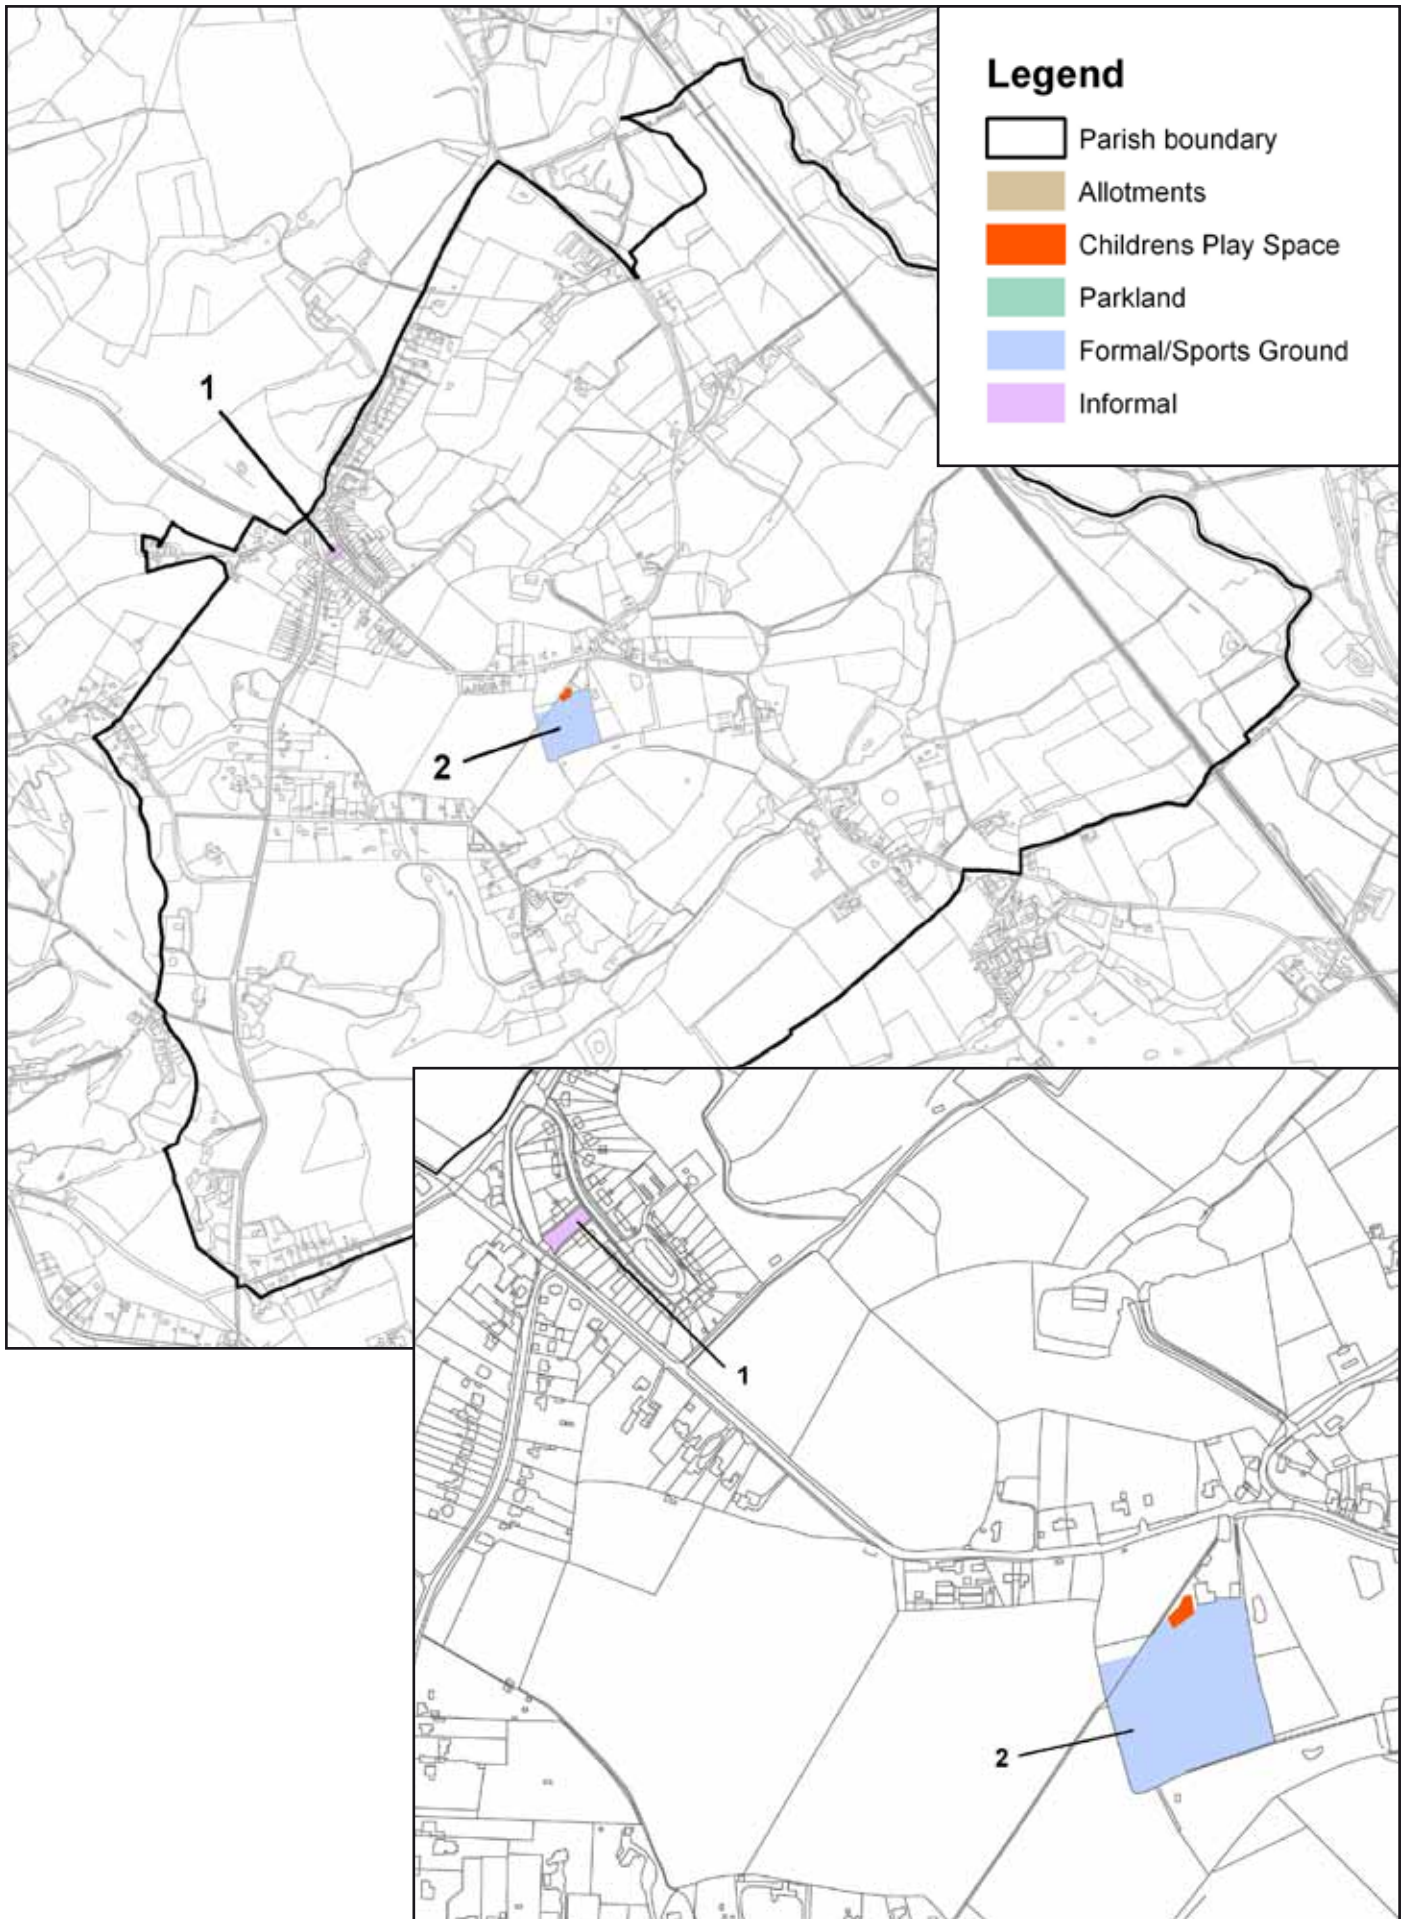 Legend
Parish boundary
Allotments
Childrens Play Space
Parkland
Formal/Sports Ground
Informal
1
2
1
2